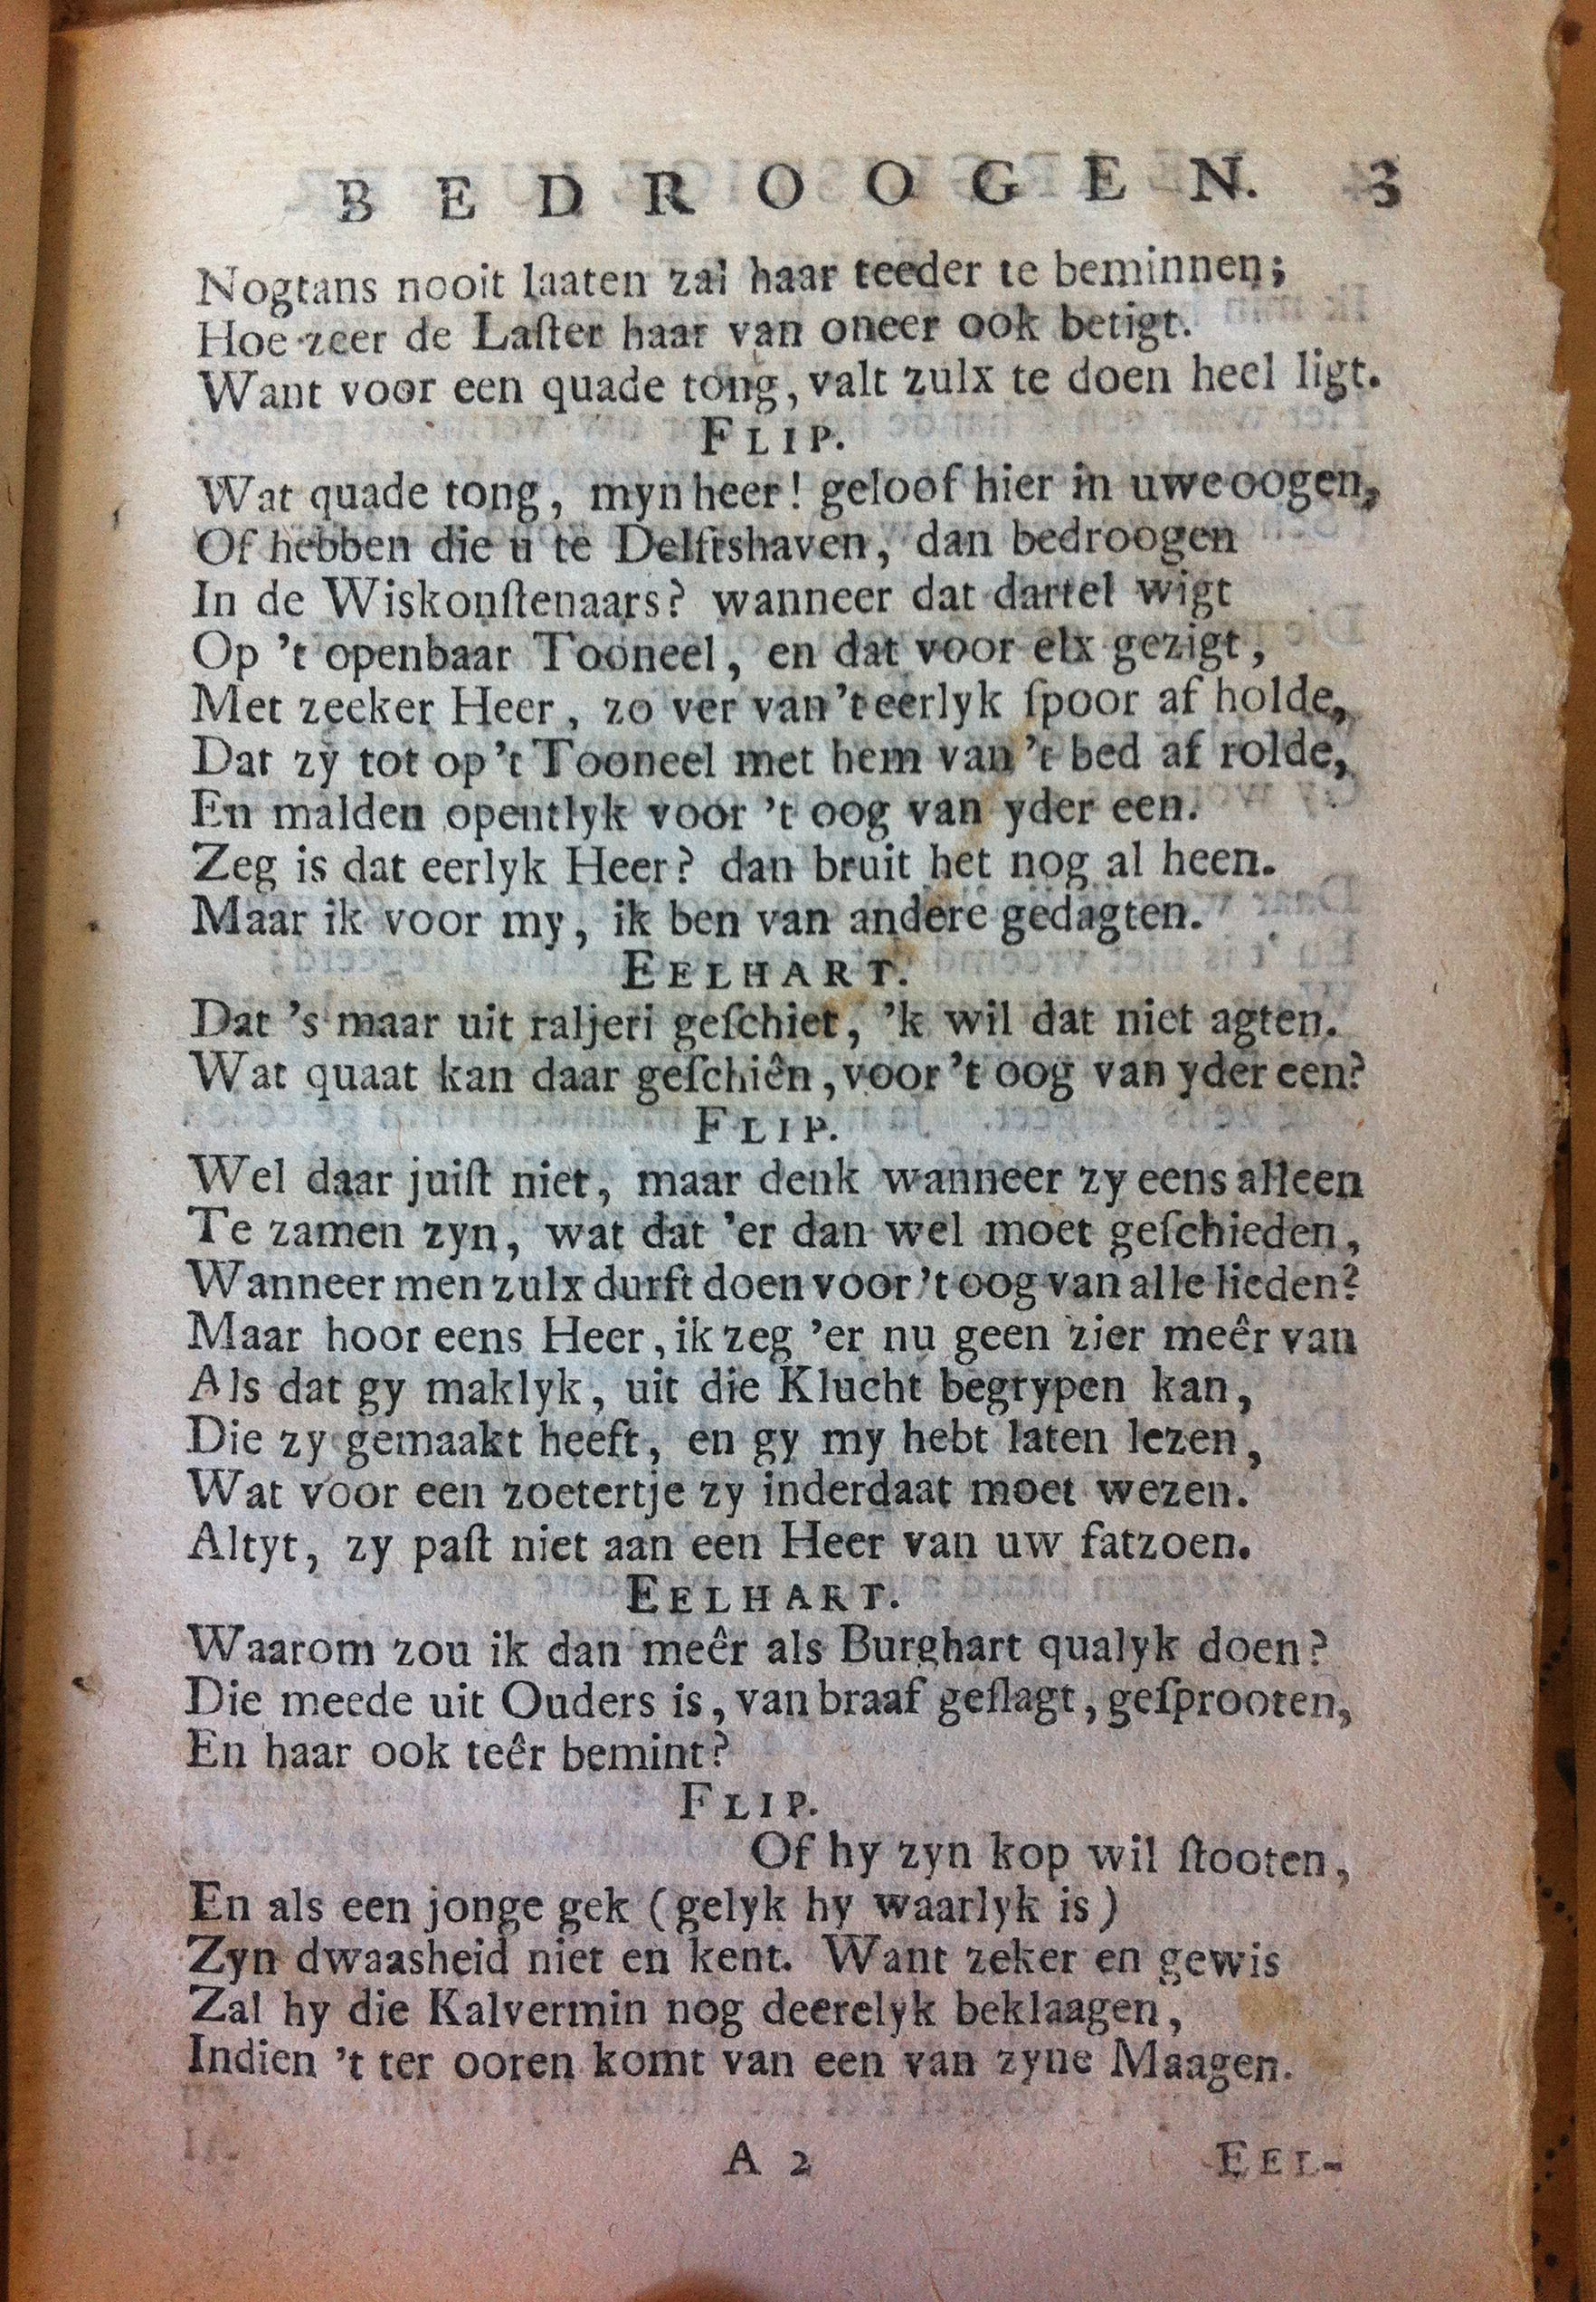 BEDROOGEN. 3
Nogtans nooit laaten zal haar teeder te beminnen;
Hoe zeer de Laſter haar van oneer ook betigt.
Want voor een quade tong, valt zulx te doen heel ligt.
FLIP.
Wat quade tong, myn heer! geloof hier in uwe oogen,
Of hebben die u te Delftshaven, dan bedroogen
In de Wiskonſtenaars? wanneer dat dartel wigt
Op 't openbaar Tooneel, en dat voor elx gezigt,
Met zeeker Heer, zo ver van 't eerlyk ſpoor af holde,
Dat zy tot op 't Tooneel met hem van 't bed af rolde,
En malden opentlyk voor 't oog van yder een.
Zeg is dat eerlyk Heer? dan bruit het nog al heen.
Maar ik voor my, ik ben van andere gedagten.
EELHART.
Dat 's maar uit raljeri geſchiet, 'k wil dat niet agten.
Wat quaat kan daar geſchiên, voor 't oog van yder een?
FLIP.
Wel daar juiſt niet, maar denk wanneer zy eens alleen
Te zamen zyn, wat dat 'er dan wel moet geſchieden,
Wanneer men zulx durft doen voor 't oog van alle lieden?
Maar hoor eens Heer, ik zeg 'er nu geen zier meêr van
Als dat gy maklyk, uit die Klucht begrypen kan,
Die zy gemaakt heeft, en gy my hebt laten lezen,
Wat voor een zoetertje zy inderdaat moet wezen.
Altyt, zy paſt niet aan een Heer van uw fatzoen.
EELHART.
Waarom zou ik dan meêr als Burghart qualyk doen?
Die meede uit Ouders is, van braaf geſlagt, geſprooten,
En haar ook teêr bemint?
FLIP.
Of hy zyn kop wil ſtooten,
En als een jonge gek (gelyk hy waarlyk is)
Zyn dwaasheid niet en kent. Want zeker en gewis
Zal hy die Kalvermin nog deerelyk beklaagen,
Indien 't ter ooren komt van een van zyne Maagen.
A 2 EEL-